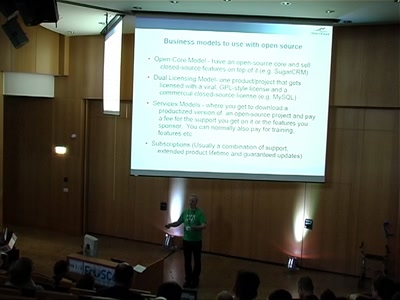 Business models to use with open source
• Open Core Model - have an open-source core and sell
closed-source features on top of it (e.g. SugarCRM)
• Dual Licensing Model- one product/project that gets
licensed with a viral, GPL-style license and a
commercial closed-source license (e.g. MySQL)
• Services Models - where you get to download a
productized version of an open-source project and pay
a fee for the support you get on it or the features you
sponsor. You can normally also pay for training,
features etc
• Subscriptions (Usually a combination of support,
extended product lifetime and guaranteed updates)